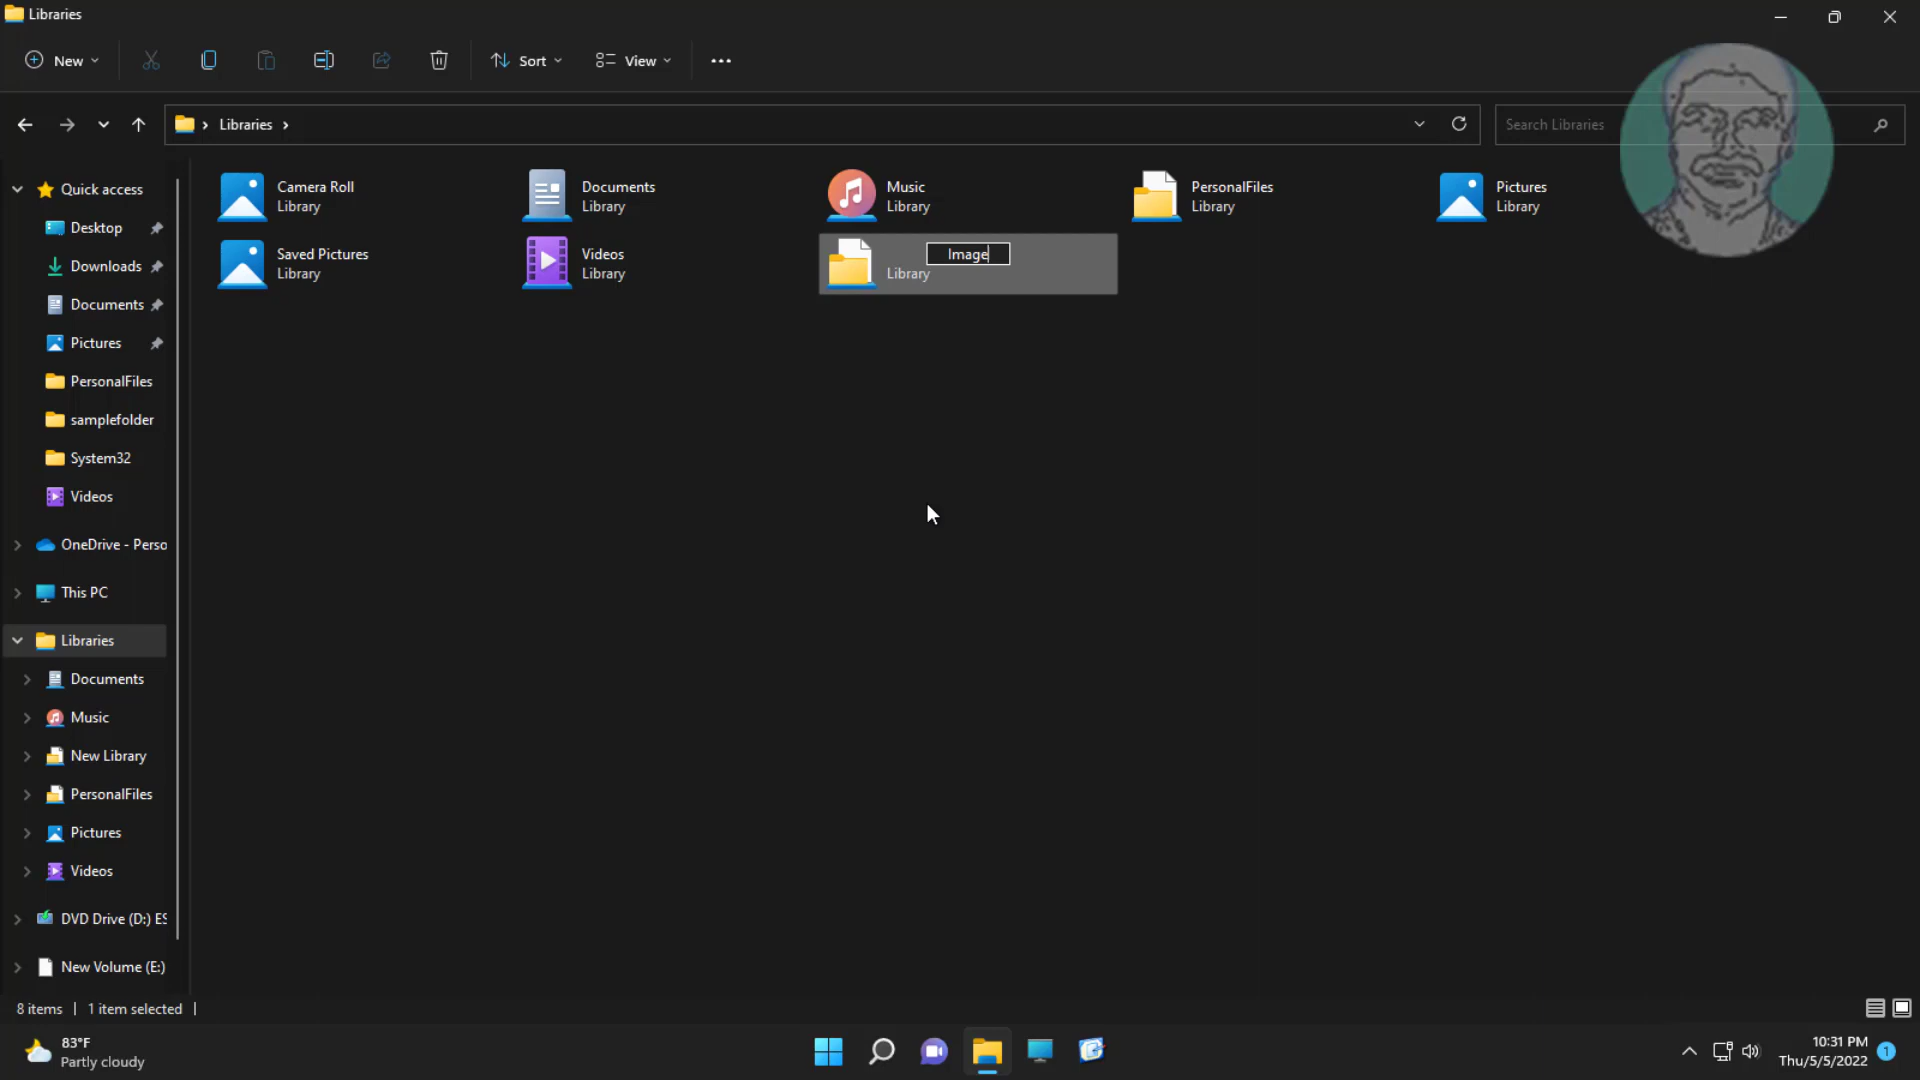 Libraries
New
Sort
View
Libraries
Search Libraries
Quick access
Desktop
Downloads
Documents
Pictures
PersonalFiles
samplefolder
System32
Videos
OneDrive - Perso
This PC
Libraries
Documents
Music
New Library
PersonalFiles
Pictures
Videos
DVD Drive (D:) ES
New Volume (E:)
Camera Roll
Library
Documents
Library
Music
Library
PersonalFiles
Library
Pictures
Library
Saved Pictures
Library
Videos
Library
Image
Library
8 items
1 item selected
83°F
Partly cloudy
10:31 PM
Thu/5/5/2022
1